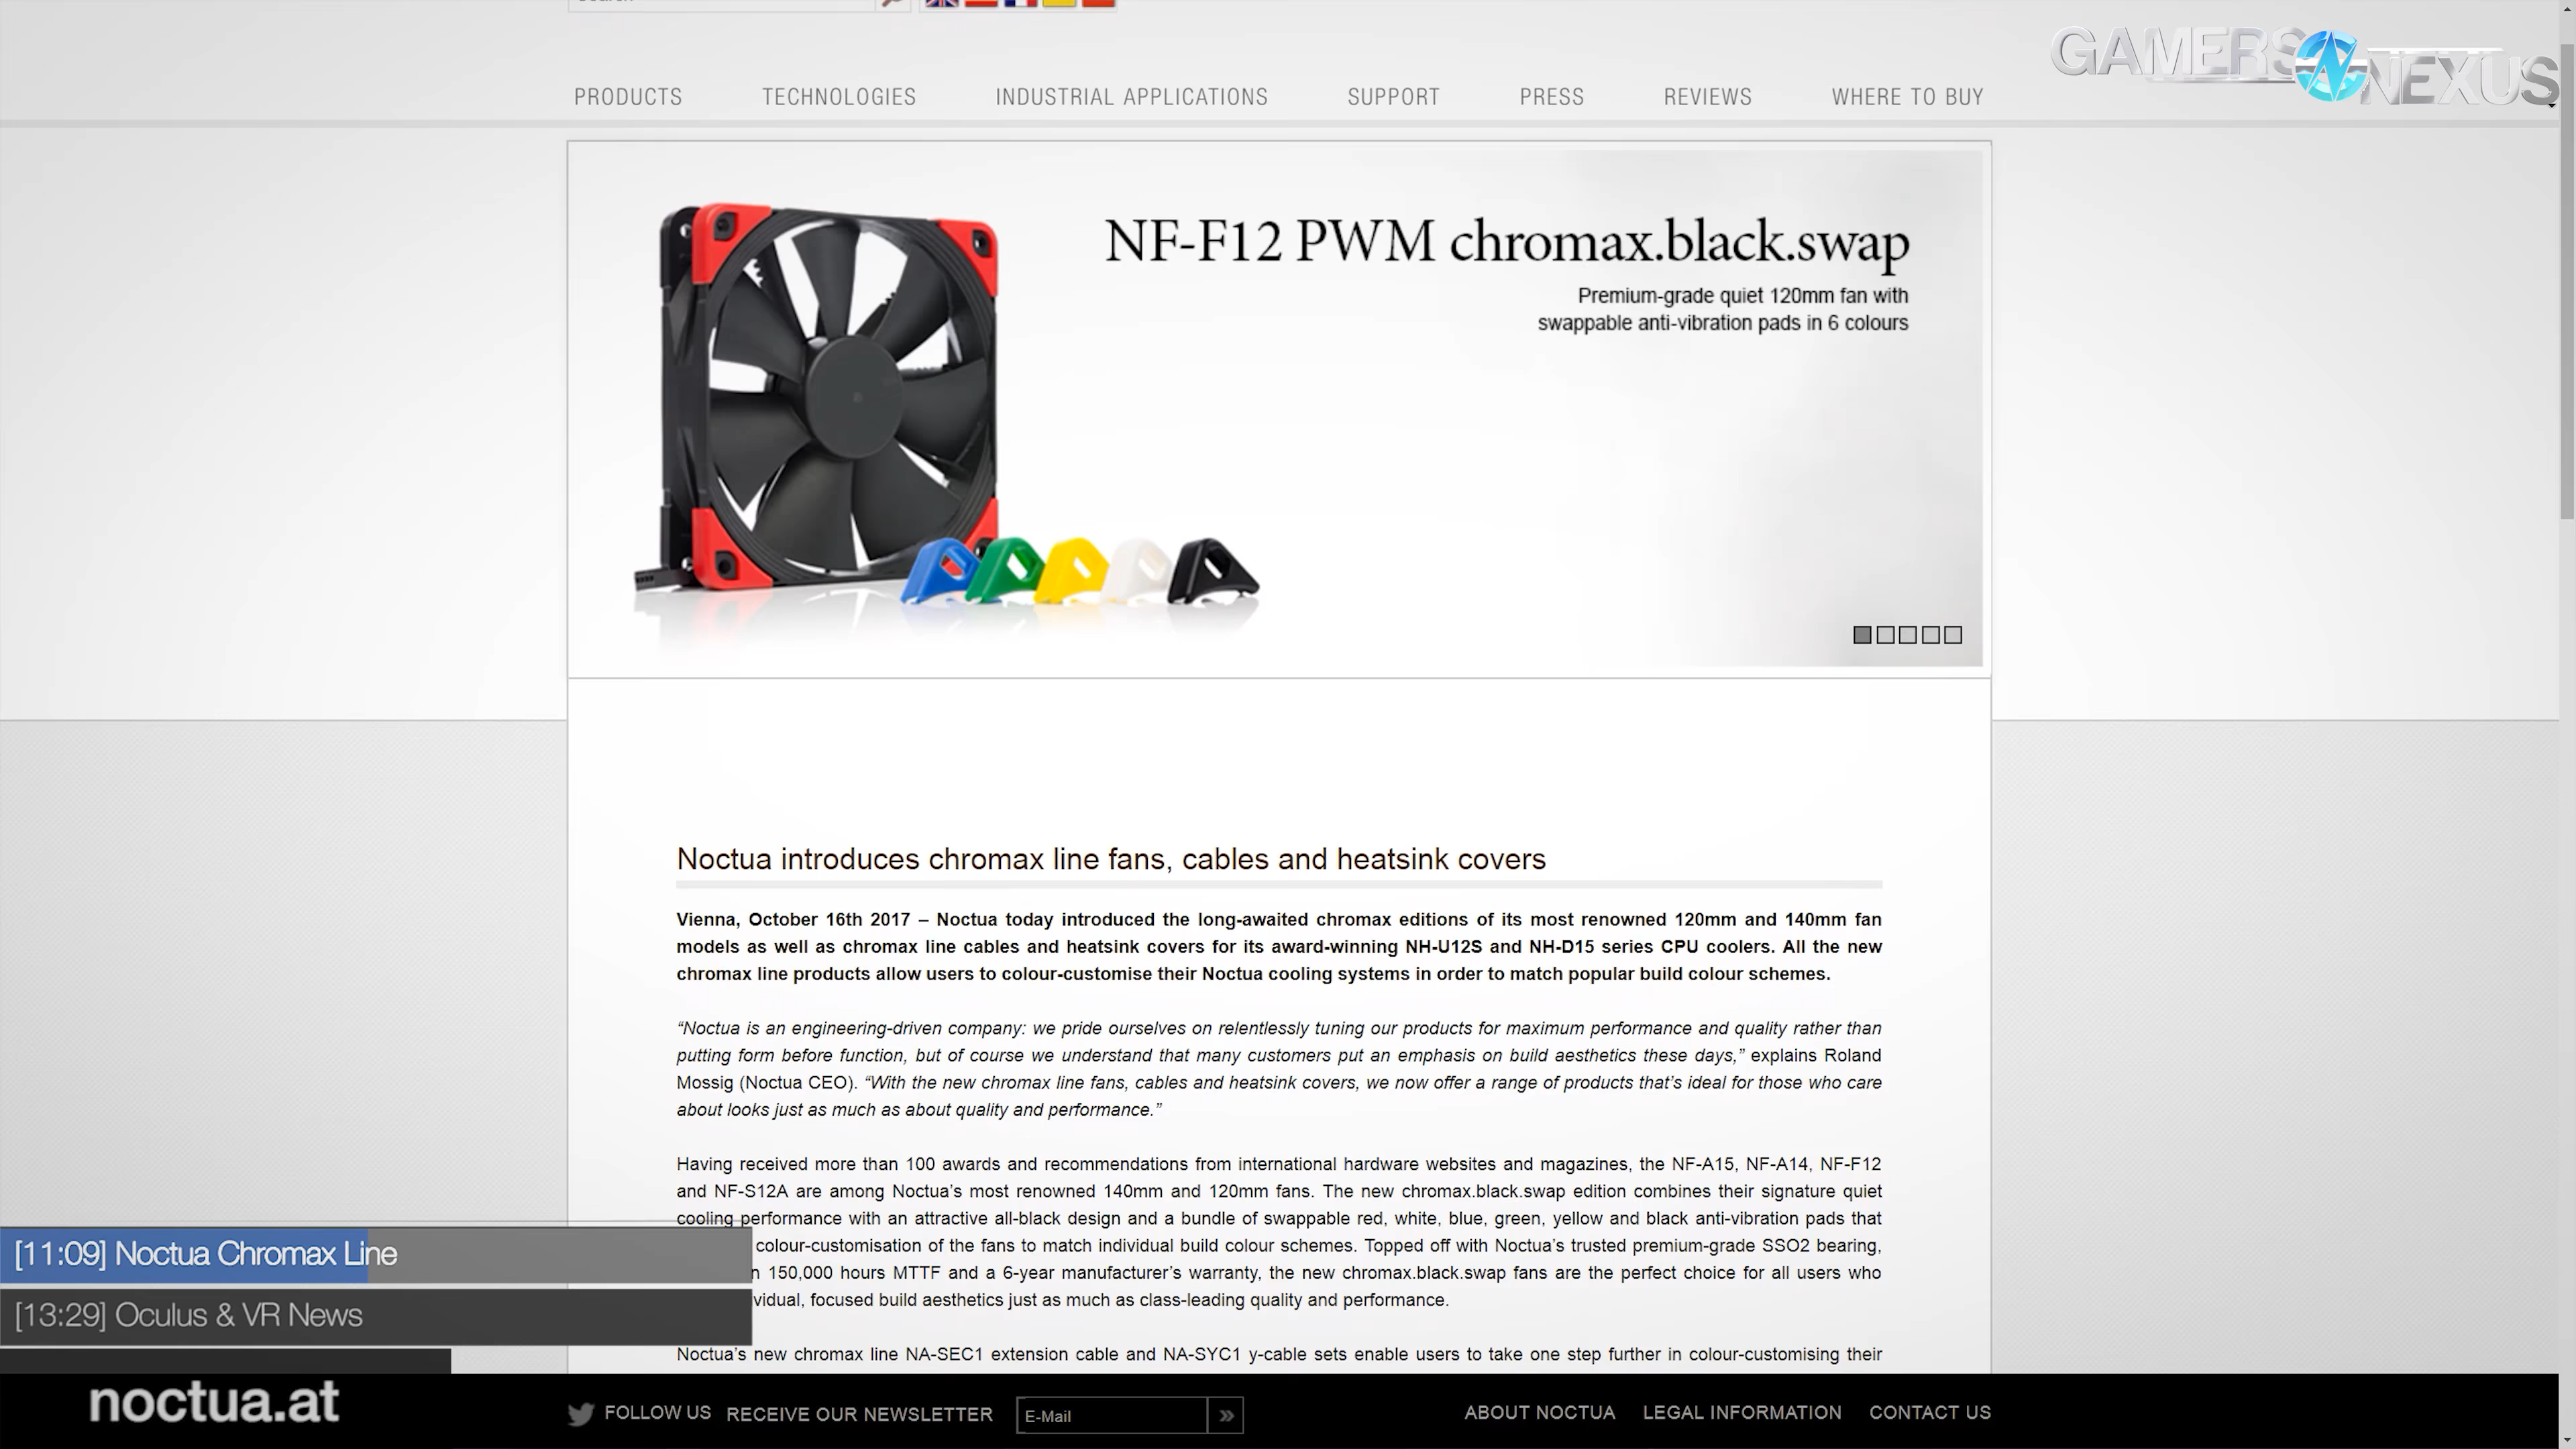 GAMERS NEXUS
PRODUCTS TECHNOLOGIES INDUSTRIAL APPLICATIONS SUPPORT PRESS REVIEWS WHERE TO BUY
NF-F12 PWM chromax.black.swap
Premium-grade quiet 120mm fan with
swappable anti-vibration pads in 6 colours
Noctua introduces chromax line fans, cables and heatsink covers
Vienna, October 16th 2017 – Noctua today introduced the long-awaited chromax editions of its most renowned 120mm and 140mm fan
models as well as chromax line cables and heatsink covers for its award-winning NH-U12S and NH-D15 series CPU coolers. All the new
chromax line products allow users to colour-customise their Noctua cooling systems in order to match popular build colour schemes.
“Noctua is an engineering-driven company: we pride ourselves on relentlessly tuning our products for maximum performance and quality rather than
putting form before function, but of course we understand that many customers put an emphasis on build aesthetics these days,” explains Roland
Mossig (Noctua CEO). “With the new chromax line fans, cables and heatsink covers, we now offer a range of products that’s ideal for those who care
about looks just as much as about quality and performance.”
Having received more than 100 awards and recommendations from international hardware websites and magazines, the NF-A15, NF-A14, NF-F12
and NF-S12A are among Noctua’s most renowned 140mm and 120mm fans. The new chromax.black.swap edition combines their signature quiet
cooling performance with an attractive all-black design and a bundle of swappable red, white, blue, green, yellow and black anti-vibration pads that
colour-customisation of the fans to match individual build colour schemes. Topped off with Noctua’s trusted premium-grade SSO2 bearing,
150,000 hours MTTF and a 6-year manufacturer’s warranty, the new chromax.black.swap fans are the perfect choice for all users who
focused build aesthetics just as much as class-leading quality and performance.
Noctua’s new chromax line NA-SEC1 extension cable and NA-SYC1 y-cable sets enable users to take one step further in colour-customising their
[11:09] Noctua Chromax Line
[13:29] Oculus & VR News
noctua.at
FOLLOW US RECEIVE OUR NEWSLETTER E-Mail » ABOUT NOCTUA LEGAL INFORMATION CONTACT US